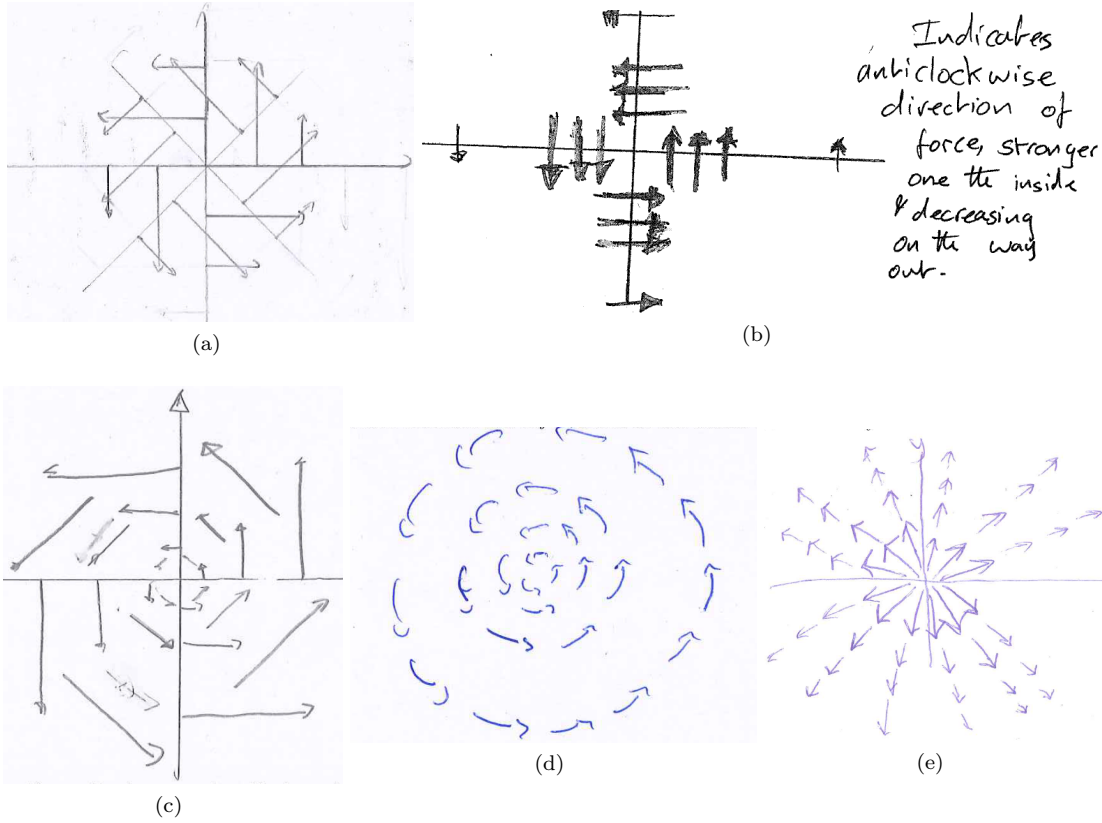 Indicates
anticlockwise
direction of
force, stronger
one the inside
& decreasing
on the way
out.
(a)
(b)
(c)
(d)
(e)